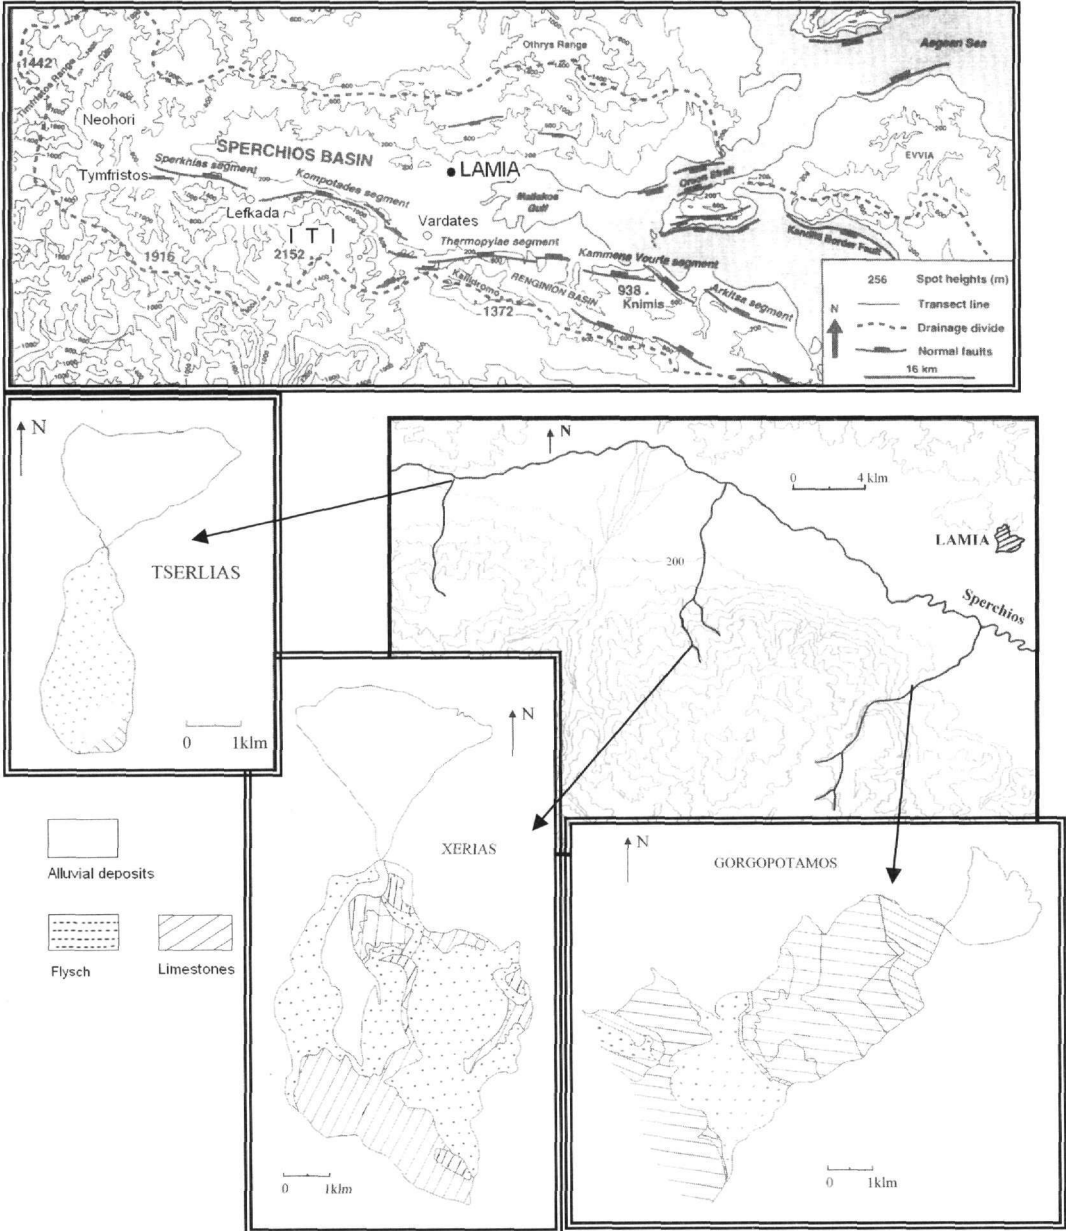 Othrys Range
Aegean Sea
1442
Timfristos Range
Neohori
SPERCHIOS BASIN
LAMIA
EVVIA
Sperkhias segment
Kompotades segment
Tymfristos
Maliakos
Gulf
Oreon Strait
Lefkada
Vardates
Kandilli Border Fault
I T I
Thermopylae segment
1916
2152
Kammena Vourla segment
Kallidromo
RENGINION BASIN
938
Knimis
Arkitsa segment
1372
256 Spot heights (m)
Transect line
N
Drainage divide
Normal faults
16 km
N
TSERLIAS
0 1klm
N
0 4 klm
LAMIA
200
Sperchios
N
XERIAS
0 1klm
N
GORGOPOTAMOS
0 1klm
Alluvial deposits
Flysch
Limestones